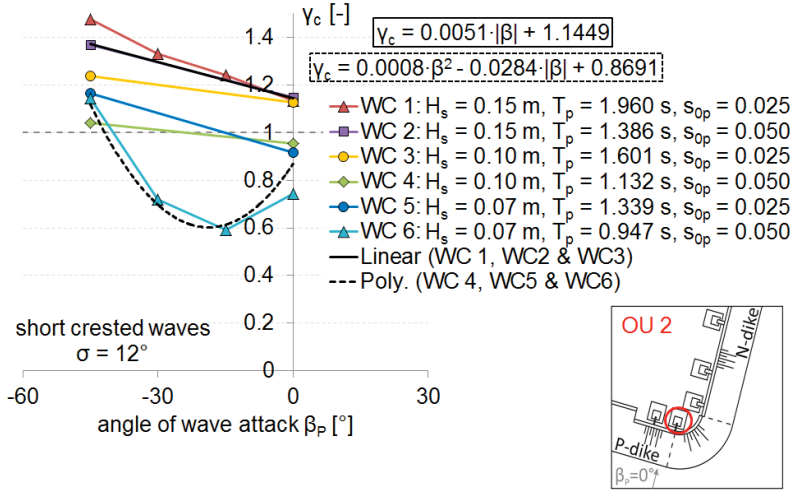 γc [-]
1.4
1.2
1
0.8
0.6
0.4
0.2
0
-60
-30
0
30
angle of wave attack βP [°]
short crested waves
σ = 12°
γc = 0.0051·|β| + 1.1449
γc = 0.0008·β² - 0.0284·|β| + 0.8691
WC 1: Hs = 0.15 m, Tp = 1.960 s, s0p = 0.025
WC 2: Hs = 0.15 m, Tp = 1.386 s, s0p = 0.050
WC 3: Hs = 0.10 m, Tp = 1.601 s, s0p = 0.025
WC 4: Hs = 0.10 m, Tp = 1.132 s, s0p = 0.050
WC 5: Hs = 0.07 m, Tp = 1.339 s, s0p = 0.025
WC 6: Hs = 0.07 m, Tp = 0.947 s, s0p = 0.050
Linear (WC 1, WC2 & WC3)
Poly. (WC 4, WC5 & WC6)
OU 2
N-dike
P-dike
βP=0°